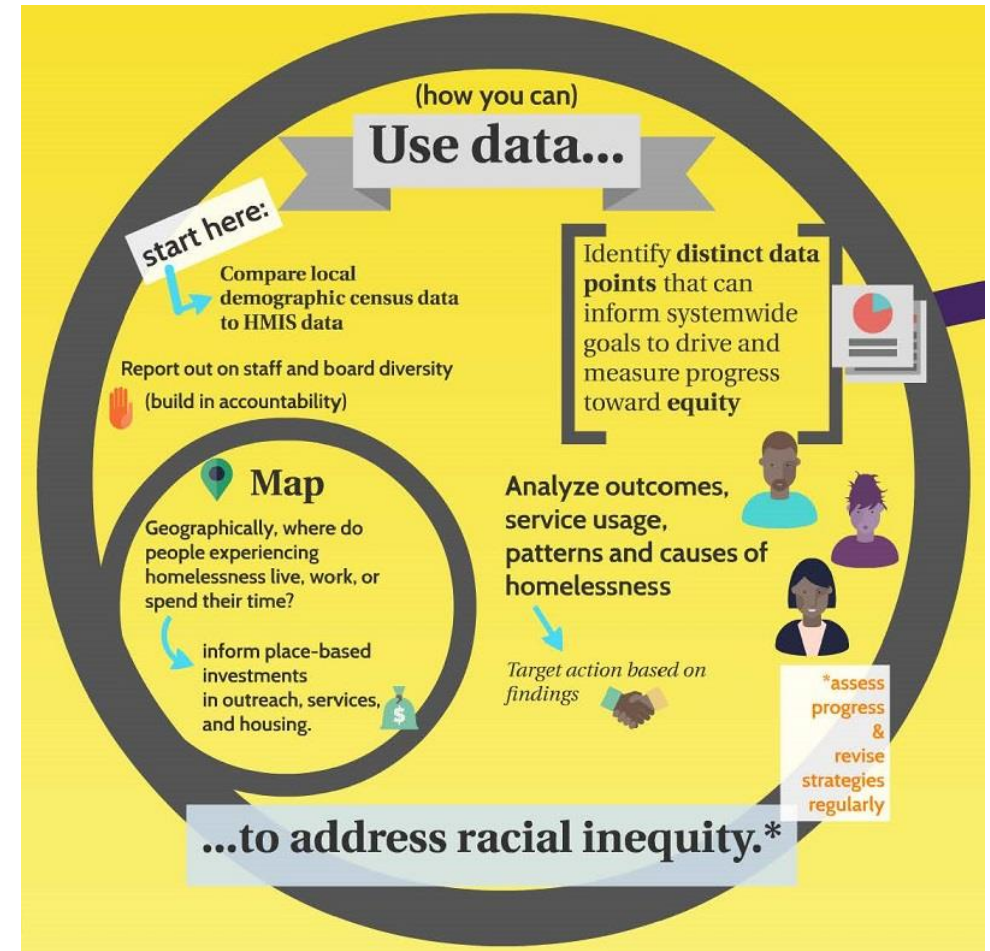 (how you can)
Use data...
start here:
Compare local
demographic census data
to HMIS data
Report out on staff and board diversity
(build in accountability)
Map
Geographically, where do
people experiencing
homelessness live, work, or
spend their time?
inform place-based
investments
in outreach, services,
and housing.
$
Identify distinct data
points that can
inform systemwide
goals to drive and
measure progress
toward equity
Analyze outcomes,
service usage,
patterns and causes of
homelessness
Target action based on
findings
*assess
progress
&
revise
strategies
regularly
...to address racial inequity.*